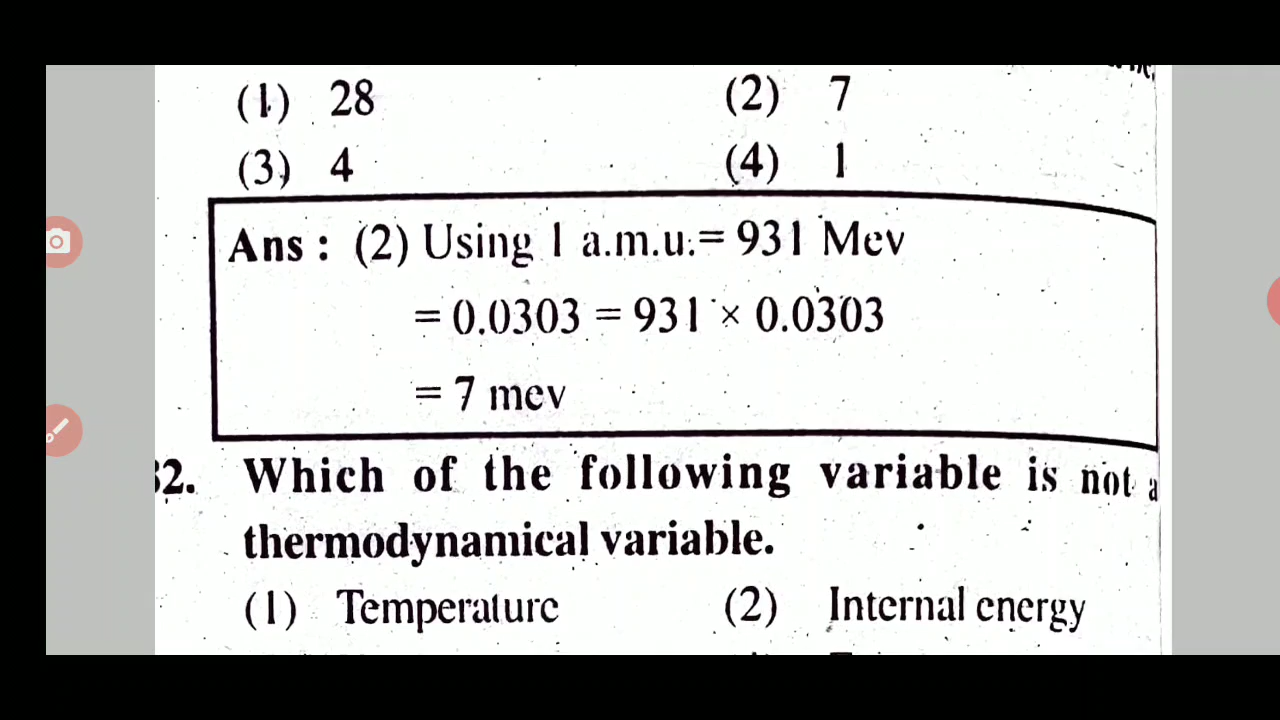 (1) 28 (2) 7
(3) 4 (4) 1
Ans : (2) Using 1 a.m.u.= 931 Mev
= 0.0303 = 931 × 0.0303
= 7 mev
32. Which of the following variable is not a
thermodynamical variable.
(1) Temperature (2) Internal energy